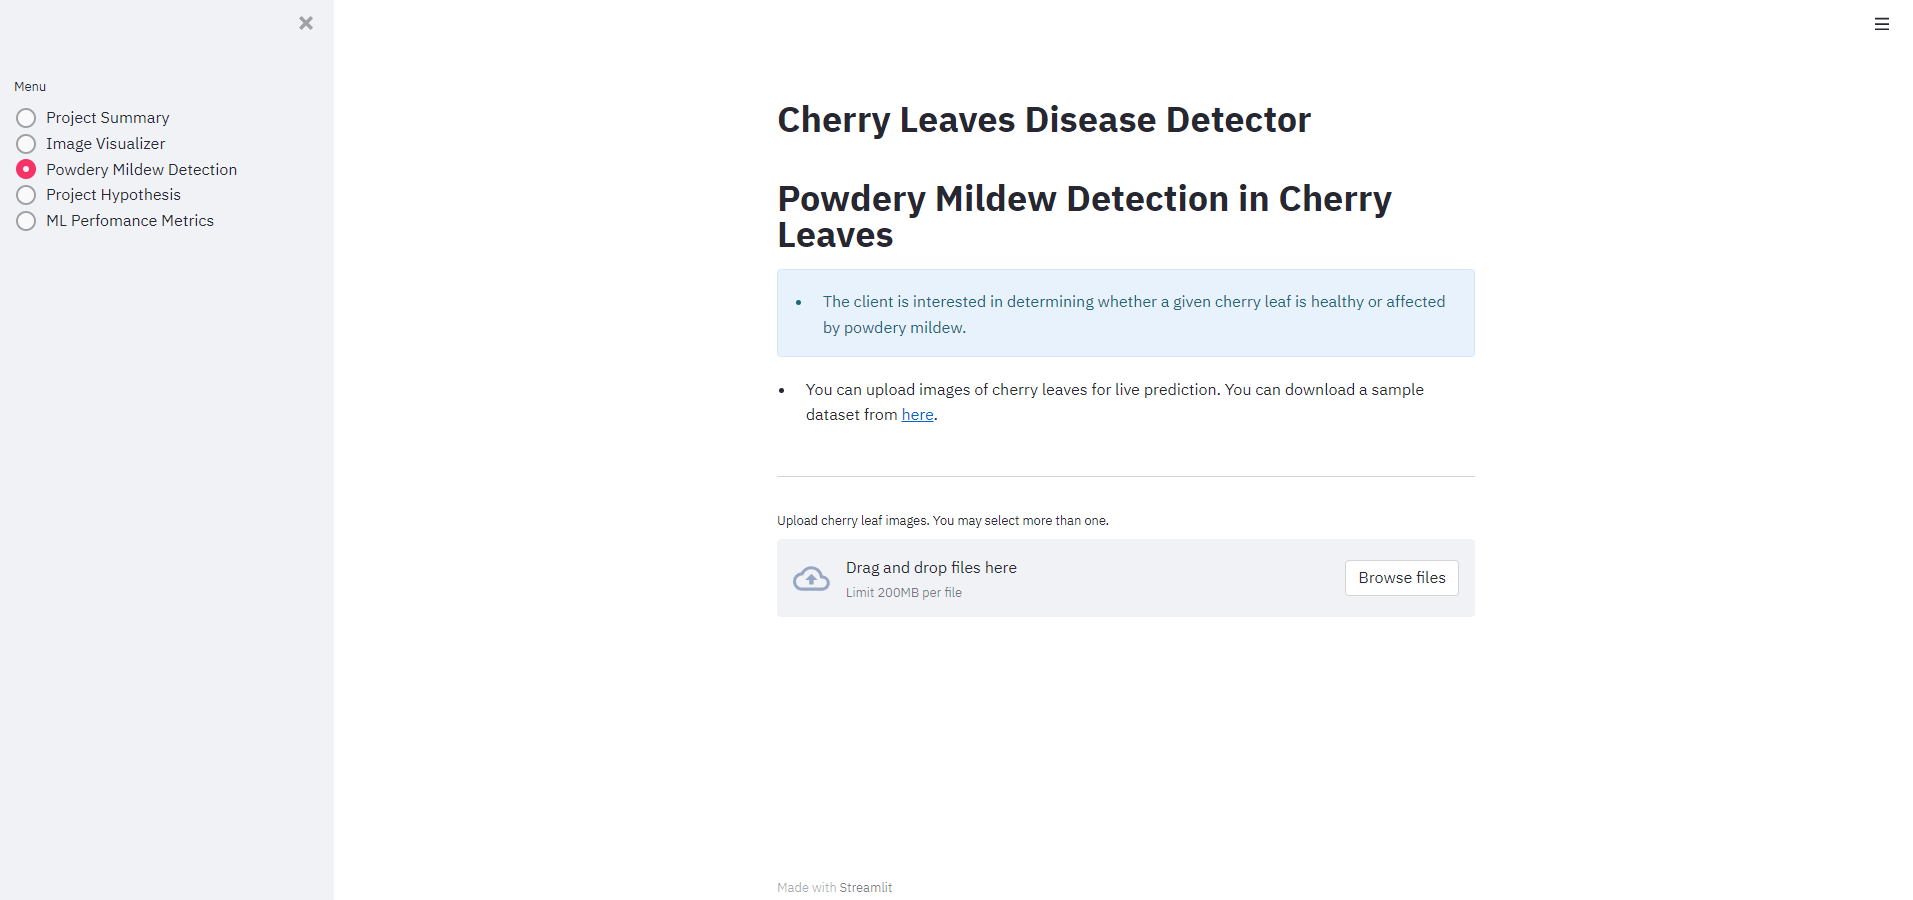 Menu
Project Summary
Image Visualizer
Powdery Mildew Detection
Project Hypothesis
ML Perfomance Metrics
Cherry Leaves Disease Detector
Powdery Mildew Detection in Cherry
Leaves
The client is interested in determining whether a given cherry leaf is healthy or affected
by powdery mildew.
You can upload images of cherry leaves for live prediction. You can download a sample
dataset from here.
Upload cherry leaf images. You may select more than one.
Drag and drop files here
Limit 200MB per file
Browse files
Made with Streamlit